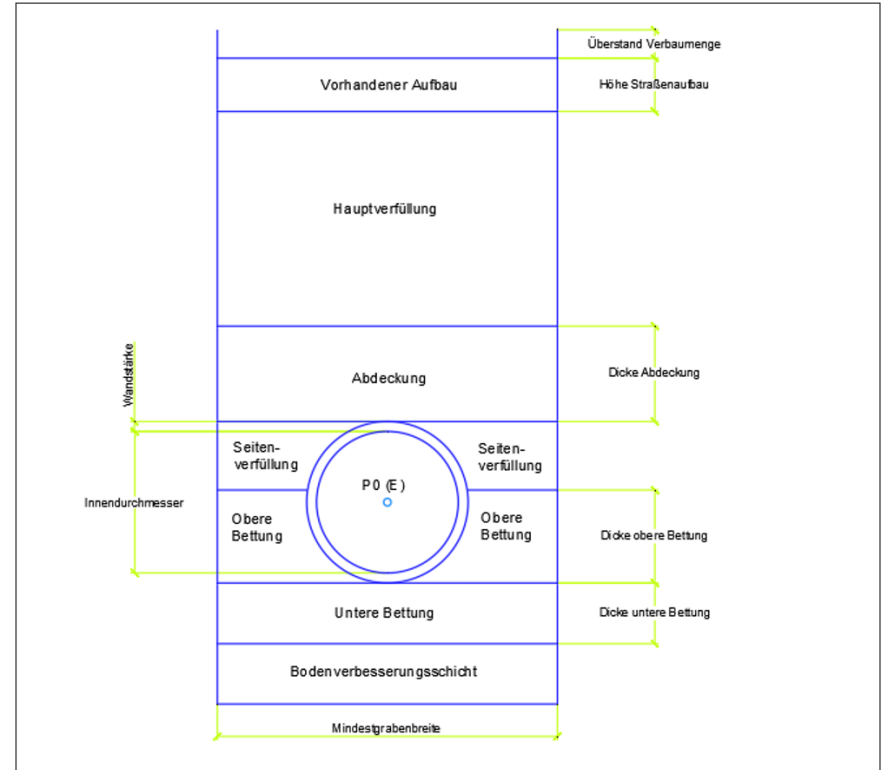 Überstand Verbaumenge
Vorhandener Aufbau
Höhe Straßenaufbau
Hauptverfüllung
Wandstärke
Abdeckung
Dicke Abdeckung
Seiten-
verfüllung
Seiten-
verfüllung
P0 (E)
Innendurchmesser
Obere
Bettung
Obere
Bettung
Dicke obere Bettung
Untere Bettung
Dicke untere Bettung
Bodenverbesserungsschicht
Mindestgrabenbreite